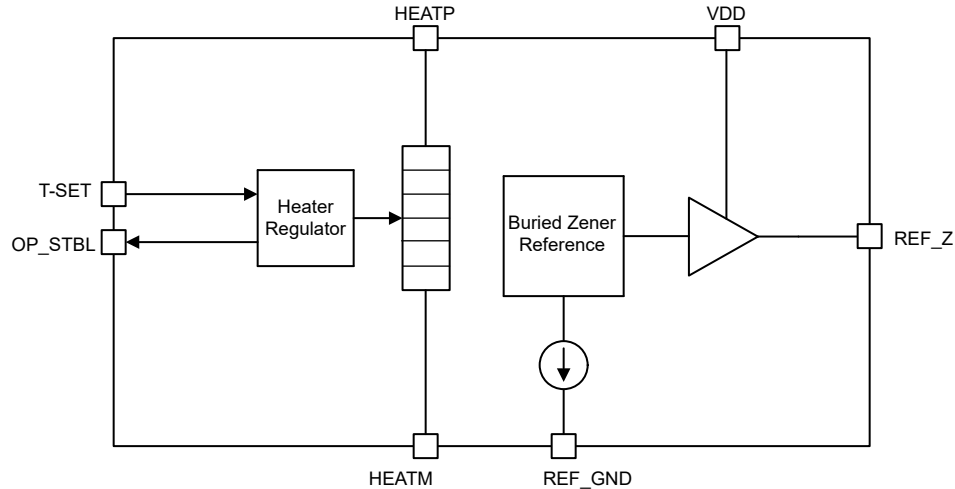 HEATP
VDD
T-SET
OP_STBL
Heater
Regulator
Buried Zener
Reference
REF_Z
HEATM
REF_GND